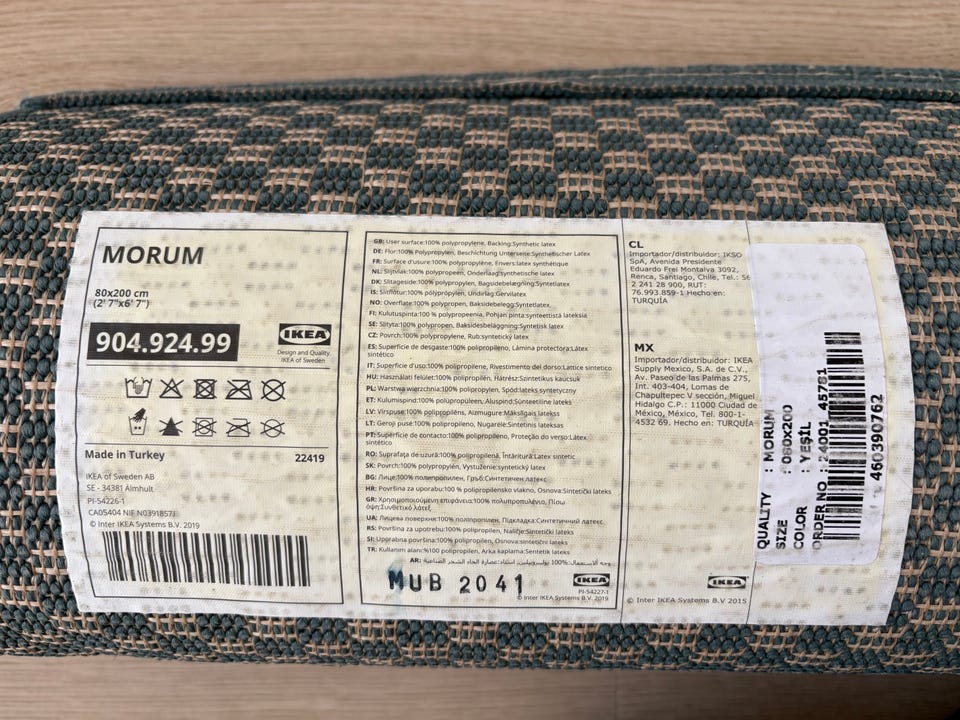 MORUM
80x200 cm
(2' 7"x6' 7")
904.924.99
IKEA
Design and Quality
IKEA of Sweden
Made in Turkey
22419
IKEA of Sweden AB
SE - 34381 Älmhult
PI-54226-1
CA05404 NIF N0391857J
© Inter IKEA Systems B.V. 2019
GB: User surface:100% polypropylene, Backing:Synthetic latex
DE: Flor:100% Polypropylen, Beschichtung Unterseite:Synthetischer Latex
FR: Surface d'usure:100% polypropylène, Envers:latex synthétique
NL: Slijtvlak:100% polypropeen, Onderlaag:synthetische latex
DK: Slitageside:100% polypropylen, Bagsidebelægning:Syntetlatex
IS: Slitflötur:100% polyprópýlen, Undirlag:Gervilatex
NO: Overflate:100% polypropylen, Baksidebelegg:Syntetlatex
FI: Kulutuspinta:100 % polypropeenia, Pohjan pinta:synteettistä lateksia
SE: Slityta:100% polypropen, Baksidesbeläggning:Syntetisk latex
CZ: Povrch:100% polypropylen, Rub:syntetický latex
ES: Superficie de desgaste:100% polipropileno, Lámina protectora:Látex
sintético
IT: Superficie d'uso:100% polipropilene, Rivestimento del dorso:Lattice sintetico
HU: Használati felület:100% polipropilén, Hátrész:Szintetikus kaucsuk
PL: Warstwa wierzchnia:100% polipropylen, Spód:lateks syntetyczny
ET: Kulumispind:100% polüpropüleen, Aluspind:Sünteetiline lateks
LV: Virspuse:100% polipropilēns, Aizmugure:Mākslīgais latekss
LT: Geroji pusė:100% polipropilenas, Nugarėlė:Sintetinis lateksas
PT: Superfície de contacto:100% polipropileno, Proteção do verso:Látex
sintético
RO: Suprafaţa de uzură:100% polipropilenă, Întăritură:Latex sintetic
SK: Povrch:100% polypropylén, Vystuženie:syntetický latex
BG: Лице:100% полипропилен, Гръб:Синтетичен латекс
HR: Površina za uporabu:100 % polipropilensko vlakno, Osnova:Sintetički lateks
GR: Χρησιμοποιούμενη επιφάνεια:100% πολυπροπυλένιο, Πίσω
όψη:Συνθετικό λάτεξ
UA: Лицева поверхня:100% поліпропілен, Підкладка:Синтетичний латекс
RS: Površina za upotrebu:100% polipropilen, Naličje:Sintetički lateks
SI: Uporabna površina:100% polipropilen, Osnova:sintetični lateks
TR: Kullanım alanı:%100 polipropilen, Arka kaplama:Sentetik lateks
AR:
MUB 2041
IKEA
PI-54227-1
© Inter IKEA Systems B.V. 2019
CL
Importador/distribuidor: IKSO
SpA, Avenida Presidente
Eduardo Frei Montalva 3092,
Renca, Santiago, Chile, Tel.: 56
2 241 28 900, RUT:
76.993.859-1 Hecho en:
TURQUÍA
MX
Importador/distribuidor: IKEA
Supply Mexico, S.A. de C.V.,
Av. Paseo de las Palmas 275,
Int. 403-404, Lomas de
Chapultepec V sección, Miguel
Hidalgo C.P.: 11000 Ciudad de
México, México, Tel. 800-1-
4532 69. Hecho en: TURQUÍA
IKEA
© Inter IKEA Systems B.V. 2015
QUALITY : MORUM
SIZE : 080X200
COLOR : YEŞİL
ORDER NO : 24001 45781
460390762